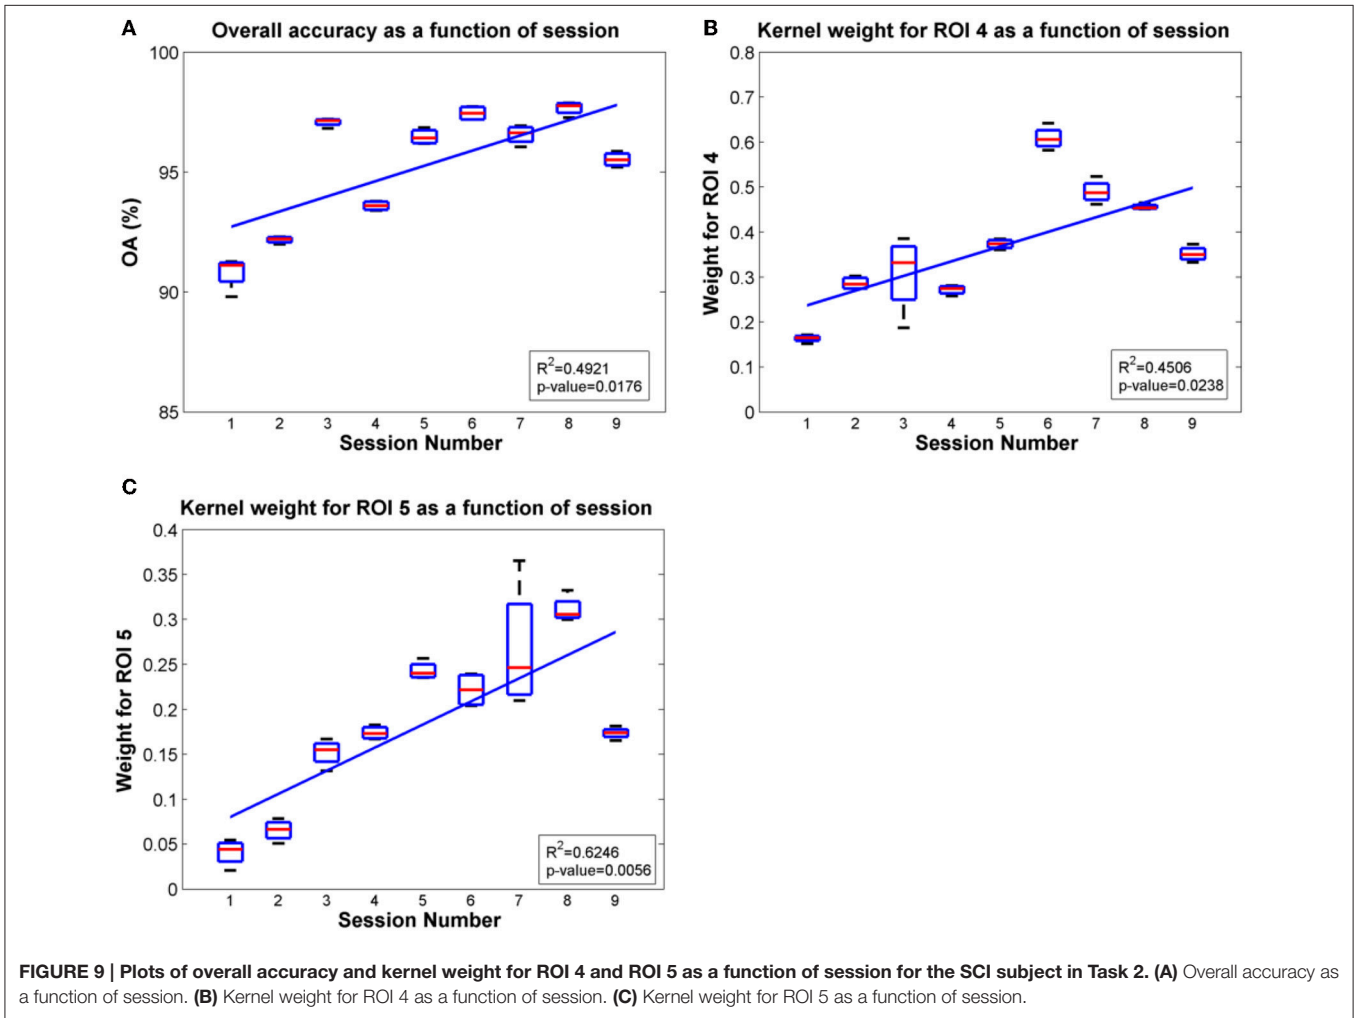 A
Overall accuracy as a function of session
100
95
90
85
OA (%)
R²=0.4921
p-value=0.0176
1 2 3 4 5 6 7 8 9
Session Number
B
Kernel weight for ROI 4 as a function of session
0.8
0.7
0.6
0.5
0.4
0.3
0.2
0.1
0
Weight for ROI 4
R²=0.4506
p-value=0.0238
1 2 3 4 5 6 7 8 9
Session Number
C
Kernel weight for ROI 5 as a function of session
0.4
0.35
0.3
0.25
0.2
0.15
0.1
0.05
0
Weight for ROI 5
R²=0.6246
p-value=0.0056
1 2 3 4 5 6 7 8 9
Session Number
FIGURE 9 | Plots of overall accuracy and kernel weight for ROI 4 and ROI 5 as a function of session for the SCI subject in Task 2. (A) Overall accuracy as
a function of session. (B) Kernel weight for ROI 4 as a function of session. (C) Kernel weight for ROI 5 as a function of session.